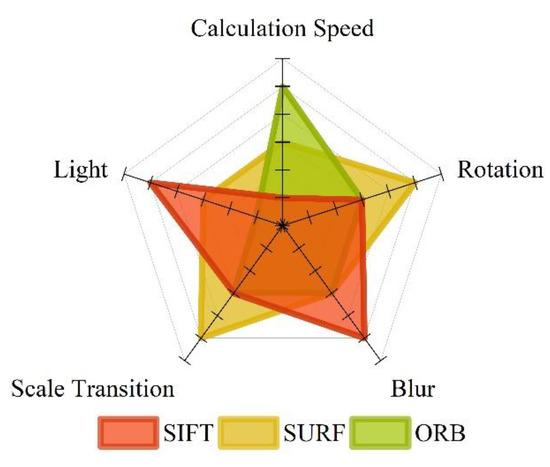 Calculation Speed
Light
Rotation
Scale Transition
Blur
SIFT SURF ORB